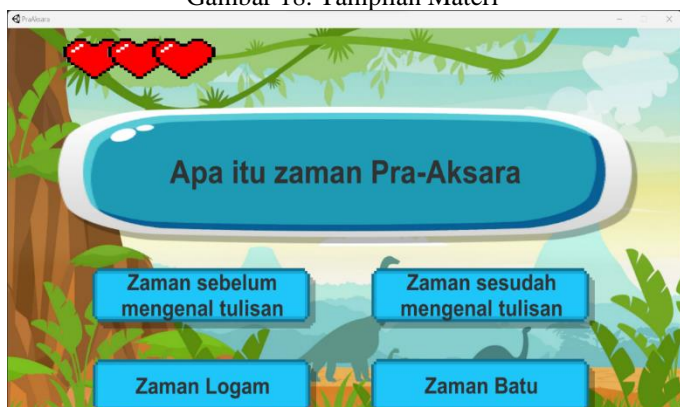 Gambar 18. Tampilan Materi
PraAksara
Apa itu zaman Pra-Aksara
Zaman sebelum
mengenal tulisan
Zaman sesudah
mengenal tulisan
Zaman Logam
Zaman Batu